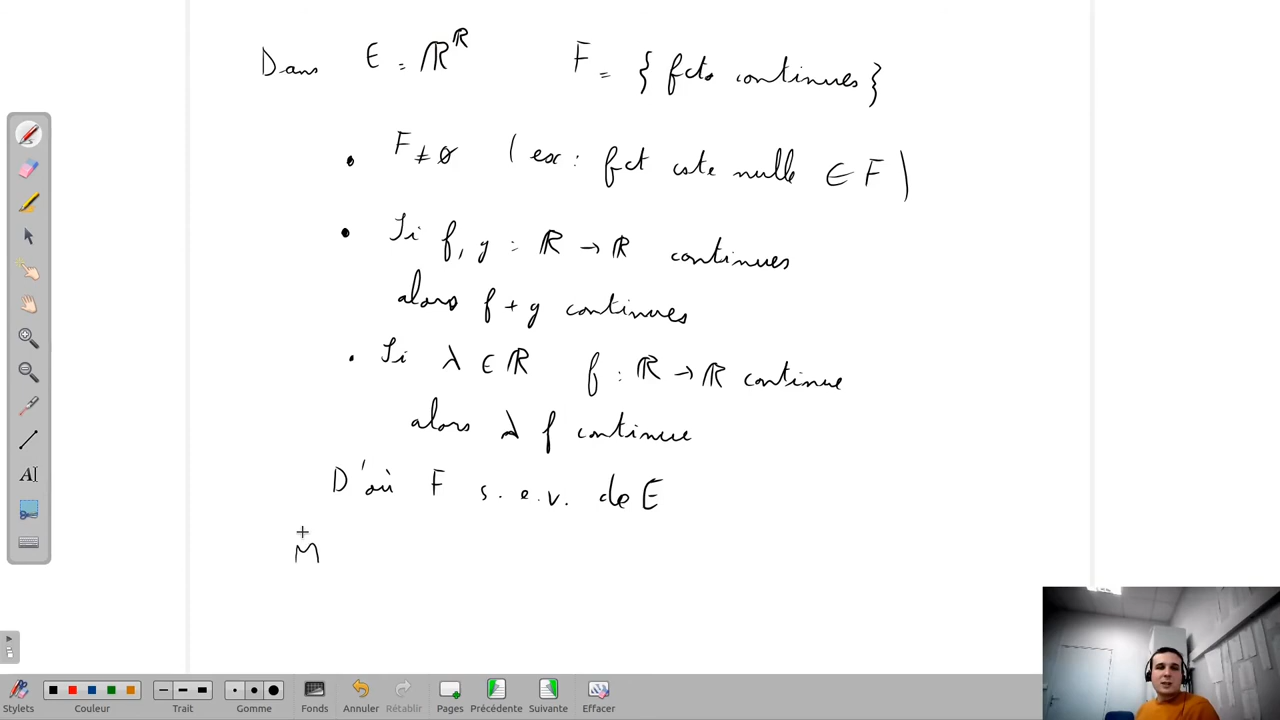 Dans E = ℝ^ℝ F = { fcts continues }
• F ≠ ∅ ( ex : fct cste nulle ∈ F )
• Si f, g : ℝ → ℝ continues
alors f + g continues
• Si λ ∈ ℝ f : ℝ → ℝ continue
alors λ f continue
D'où F s.e.v. de E
M
AI
Stylets Couleur Trait Gomme Fonds Annuler Rétablir Pages Précédente Suivante Effacer